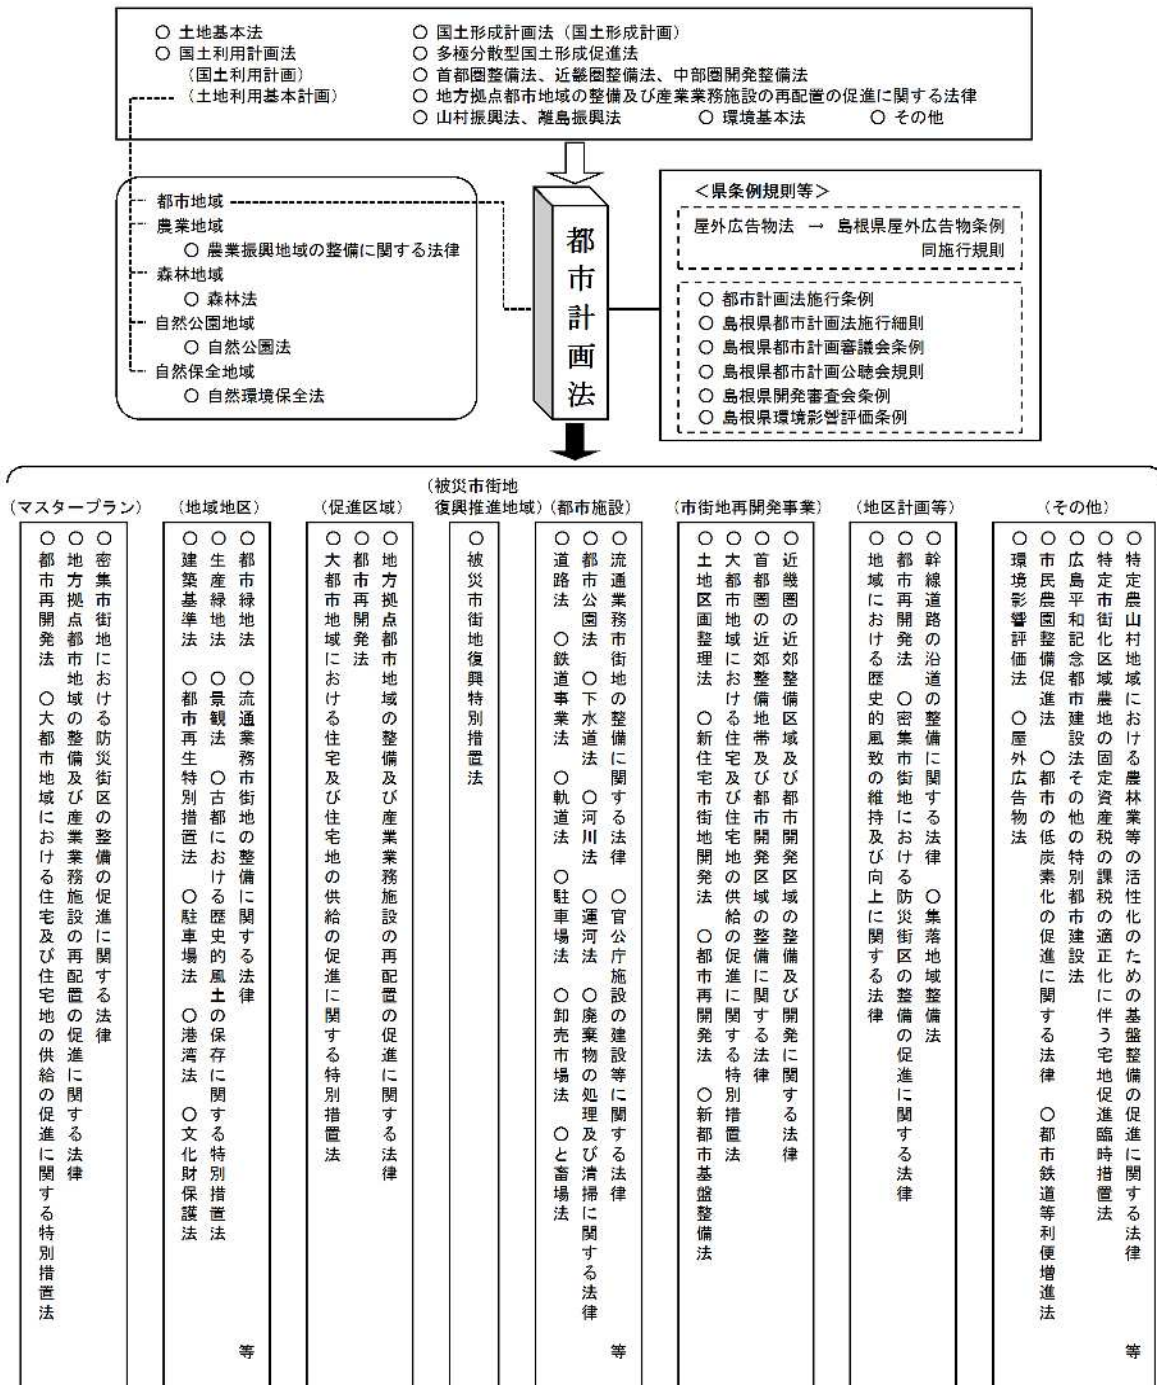 ○ 土地基本法
○ 国土利用計画法
（国土利用計画）
（土地利用基本計画）
○ 国土形成計画法（国土形成計画）
○ 多極分散型国土形成促進法
○ 首都圏整備法、近畿圏整備法、中部圏開発整備法
○ 地方拠点都市地域の整備及び産業業務施設の再配置の促進に関する法律
○ 山村振興法、離島振興法　○ 環境基本法　○ その他
都市地域
農業地域
○ 農業振興地域の整備に関する法律
森林地域
○ 森林法
自然公園地域
○ 自然公園法
自然保全地域
○ 自然環境保全法
都市計画法
＜県条例規則等＞
屋外広告物法 → 島根県屋外広告物条例
同施行規則
○ 都市計画法施行条例
○ 島根県都市計画法施行細則
○ 島根県都市計画審議会条例
○ 島根県都市計画公聴会規則
○ 島根県開発審査会条例
○ 島根県環境影響評価条例
（マスタープラン）
○密集市街地における防災街区の整備の促進に関する法律
○地方拠点都市地域の整備及び産業業務施設の再配置の促進に関する法律
○都市再開発法　○大都市地域における住宅及び住宅地の供給の促進に関する特別措置法
（地域地区）
○都市緑地法　○流通業務市街地の整備に関する法律
○生産緑地法　○景観法　○古都における歴史的風土の保存に関する特別措置法
○建築基準法　○都市再生特別措置法　○駐車場法　○港湾法　○文化財保護法
等
（促進区域）
○地方拠点都市地域の整備及び産業業務施設の再配置の促進に関する法律
○都市再開発法
○大都市地域における住宅及び住宅地の供給の促進に関する特別措置法
（被災市街地
復興推進地域）
○被災市街地復興特別措置法
（都市施設）
○流通業務市街地の整備に関する法律　○官公庁施設の建設等に関する法律
○都市公園法　○下水道法　○河川法　○運河法　○廃棄物の処理及び清掃に関する法律
○道路法　○鉄道事業法　○軌道法　○駐車場法　○卸売市場法　○と畜場法
等
（市街地再開発事業）
○近畿圏の近郊整備区域及び都市開発区域の整備及び開発に関する法律
○首都圏の近郊整備地帯及び都市開発区域の整備に関する法律
○大都市地域における住宅及び住宅地の供給の促進に関する特別措置法
○土地区画整理法　○新住宅市街地開発法　○都市再開発法　○新都市基盤整備法
（地区計画等）
○幹線道路の沿道の整備に関する法律　○集落地域整備法
○都市再開発法　○密集市街地における防災街区の整備の促進に関する法律
○地域における歴史的風致の維持及び向上に関する法律
（その他）
○特定農山村地域における農林業等の活性化のための基盤整備の促進に関する法律
○特定市街化区域農地の固定資産税の課税の適正化に伴う宅地促進臨時措置法
○広島平和記念都市建設法その他の特別都市建設法
○市民農園整備促進法　○都市の低炭素化の促進に関する法律　○都市鉄道等利便増進法
○環境影響評価法　○屋外広告物法
等